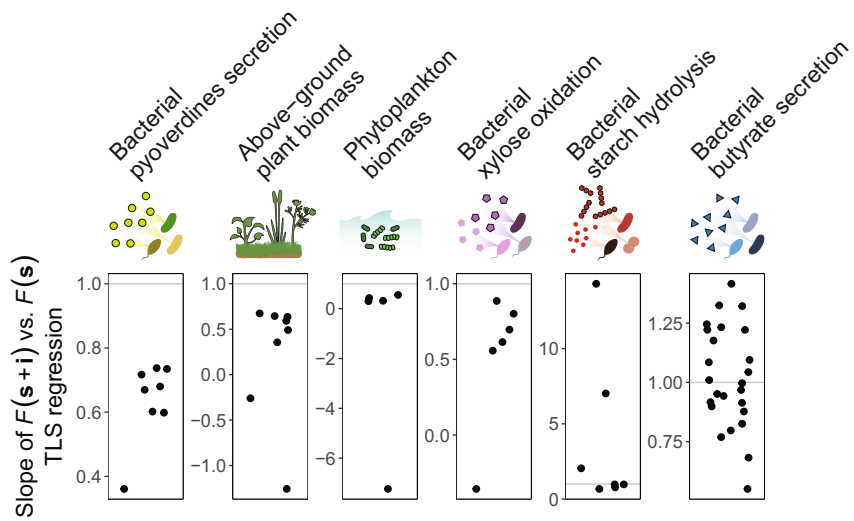 Bacterial
pyoverdines secretion
Above−ground
plant biomass
Phytoplankton
biomass
Bacterial
xylose oxidation
Bacterial
starch hydrolysis
Bacterial
butyrate secretion
Slope of F(s+i) vs. F(s)
TLS regression
1.0
0.8
0.6
0.4
1.0
0.5
0.0
−0.5
−1.0
0
−2
−4
−6
1.0
0.5
0.0
10
5
0
1.25
1.00
0.75